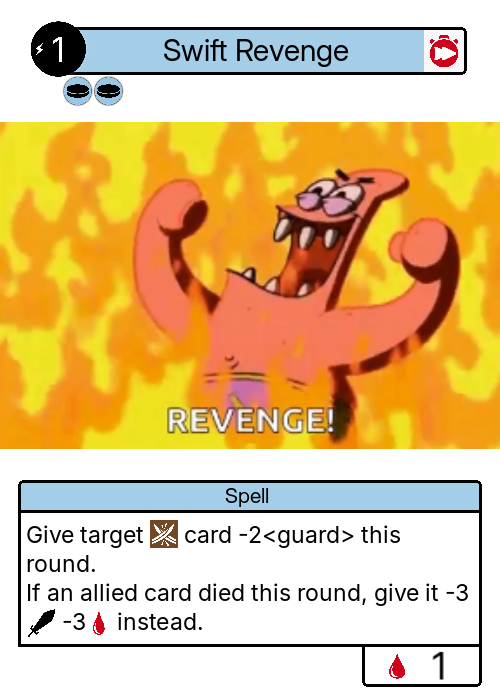 1
Swift Revenge
REVENGE!
Spell
Give target card -2<guard> this
round.
If an allied card died this round, give it -3
-3 instead.
1